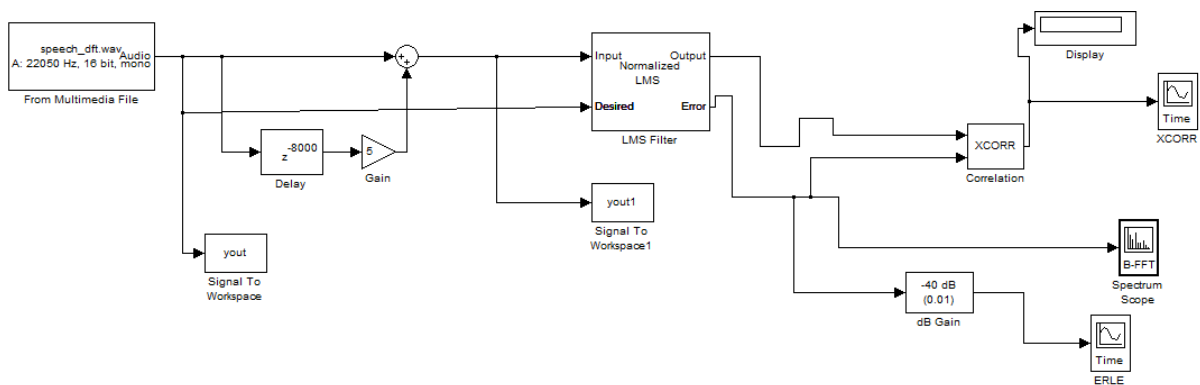 speech_dft.wav
Audio
A: 22050 Hz, 16 bit, mono
From Multimedia File
+
+
Input
Output
Normalized
LMS
Desired
Error
LMS Filter
Display
Time
XCORR
XCORR
Correlation
z -8000
Delay
5
Gain
yout1
Signal To
Workspace1
yout
Signal To
Workspace
B-FFT
Spectrum
Scope
-40 dB
(0.01)
dB Gain
Time
ERLE